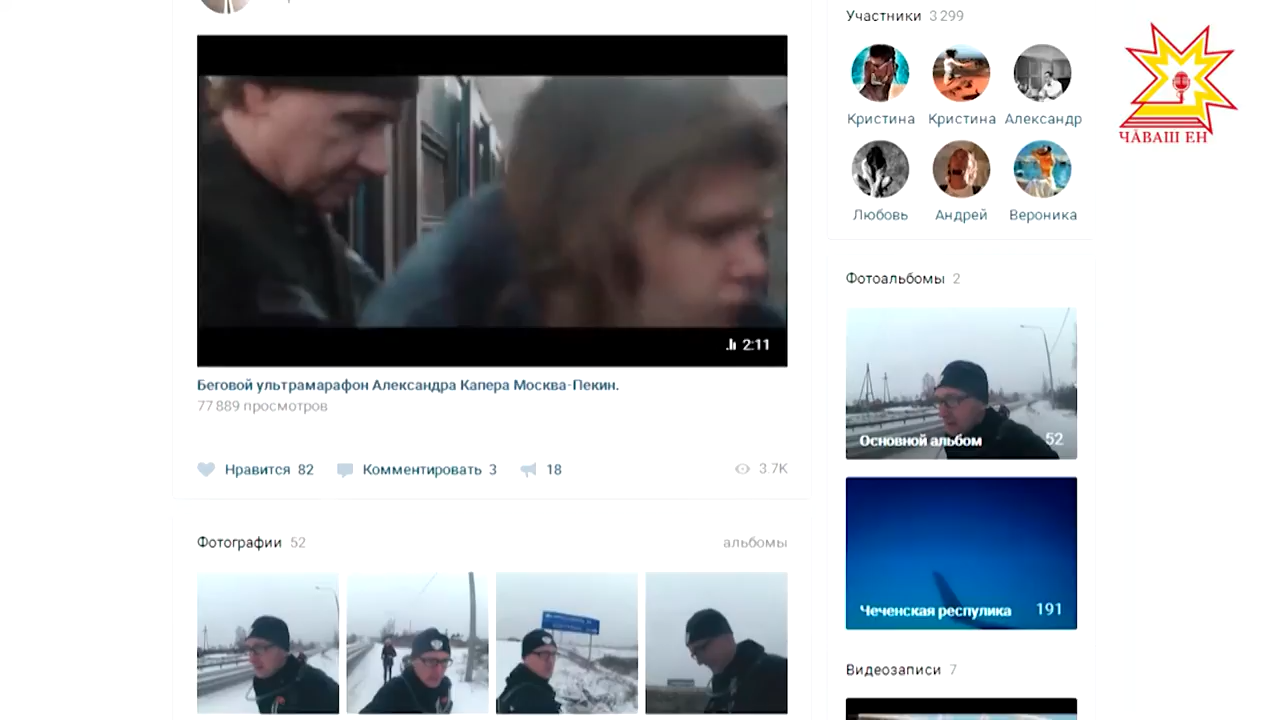 2:11
Беговой ультрамарафон Александра Капера Москва-Пекин.
77 889 просмотров
Нравится 82 Комментировать 3 18 3.7K
Фотографии 52 альбомы
Участники 3 299
Кристина Кристина Александр
Любовь Андрей Вероника
Фотоальбомы 2
Основной альбом 52
Чеченская респулика 191
Видеозаписи 7
ЧӐВАШ ЕН